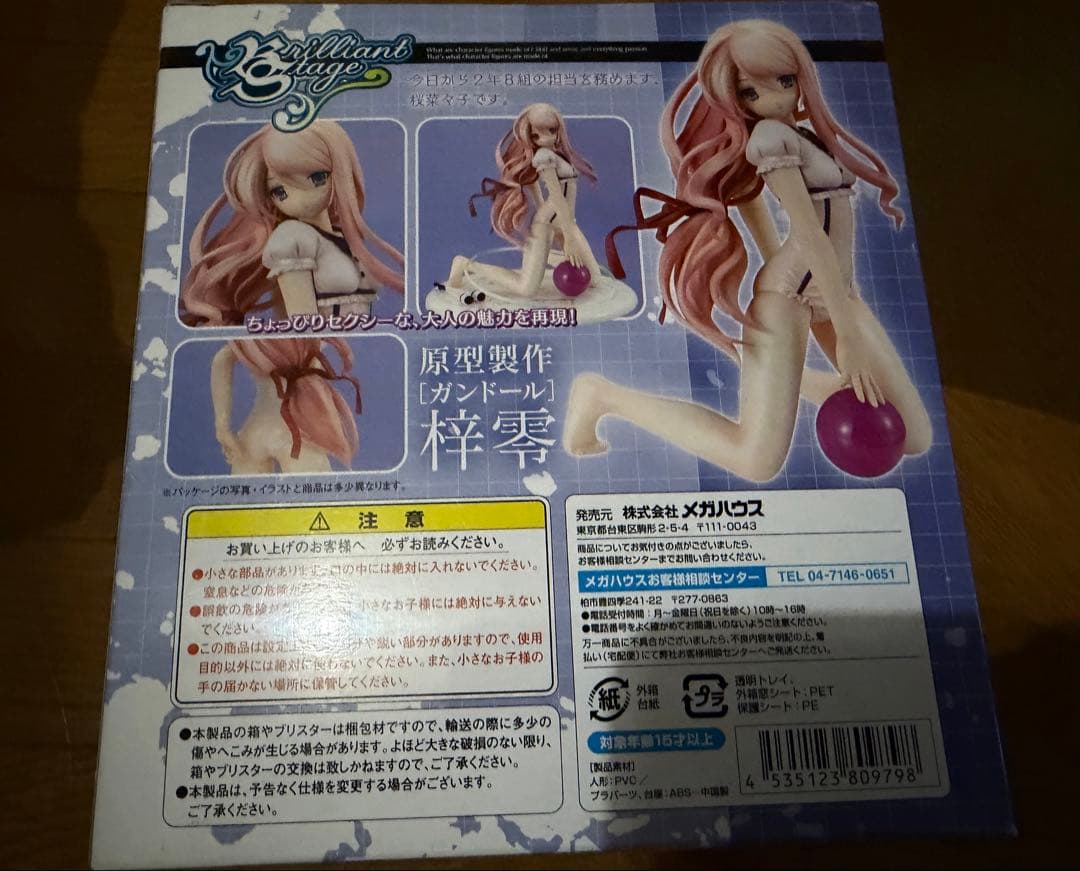 Brilliant
Stage
What are character figures made of? Skill and sense, and everything passion.
That's what character figures are made of.
今日から2年8組の担当を務めます、
桜菜々子です。
ちょっぴりセクシーな、大人の魅力を再現!
原型製作
[ガンドール]
梓零
※パッケージの写真・イラストと商品は多少異なります。
⚠ 注意
お買い上げのお客様へ 必ずお読みください。
●小さな部品があります。口の中には絶対に入れないでください。
窒息などの危険が
●誤飲の危険が 小さなお子様には絶対に与えない
でください。
●この商品は設定上 や鋭い部分がありますので、使用
目的以外には絶対に使わないでください。また、小さなお子様の
手の届かない場所に保管してください。
●本製品の箱やブリスターは梱包材ですので、輸送の際に多少の
傷やへこみが生じる場合があります。よほど大きな破損のない限り、
箱やブリスターの交換は致しかねますので、ご了承ください。
●本製品は、予告なく仕様を変更する場合がございます。
ご了承ください。
発売元 株式会社メガハウス
東京都台東区駒形2-5-4 〒111-0043
商品についてお気付きの点がございましたら、
お客様相談センターまでお問い合わせください。
メガハウスお客様相談センター TEL 04-7146-0651
柏市豊四季241-22 〒277-0863
●電話受付時間:月~金曜日(祝日を除く)10時~16時
●電話番号をよく確かめてお間違いのないようご注意ください。
万一商品に不具合がございましたら、不良内容を明記の上、着
払い(宅配便)にて弊社お客様相談センターへご発送ください。
紙 外箱
台紙
プラ 透明トレイ、
外箱窓シート:PET
保護シート:PE
対象年齢15才以上
[製品素材]
人形:PVC/
プラパーツ、台座:ABS 中国製
4 535123 809798